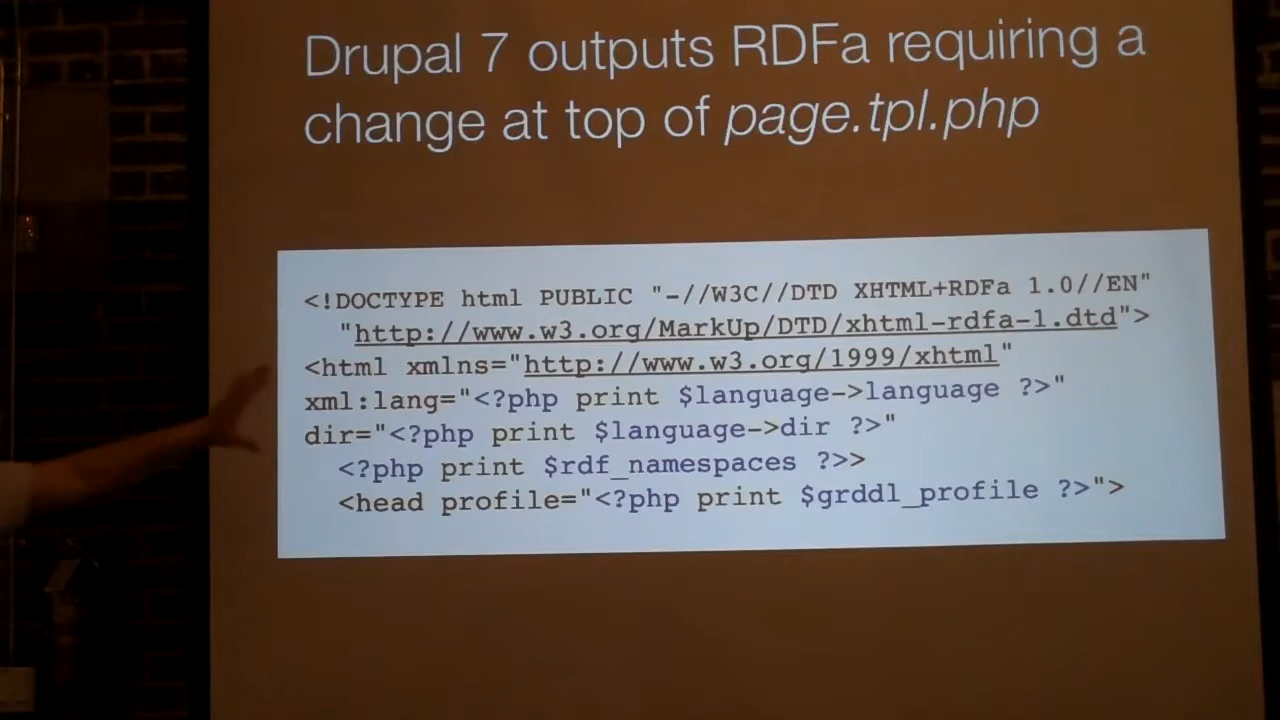 Drupal 7 outputs RDFa requiring a
change at top of page.tpl.php
<!DOCTYPE html PUBLIC "-//W3C//DTD XHTML+RDFa 1.0//EN"
"http://www.w3.org/MarkUp/DTD/xhtml-rdfa-1.dtd">
<html xmlns="http://www.w3.org/1999/xhtml"
xml:lang="<?php print $language->language ?>"
dir="<?php print $language->dir ?>"
<?php print $rdf_namespaces ?>>
<head profile="<?php print $grddl_profile ?>">